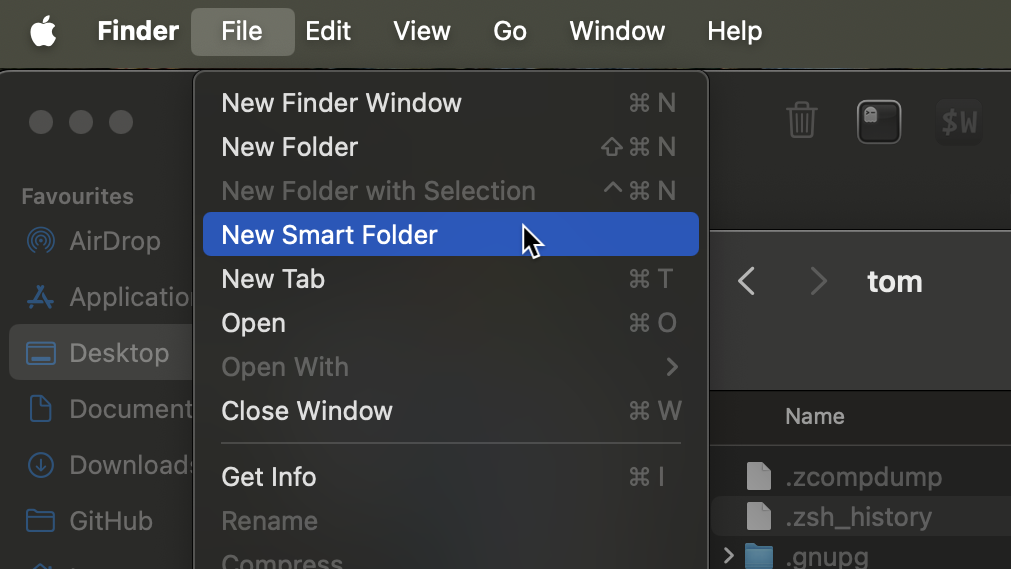 Finder File Edit View Go Window Help
New Finder Window ⌘ N
New Folder ⇧ ⌘ N
New Folder with Selection ^ ⌘ N
New Smart Folder
New Tab ⌘ T
Open ⌘ O
Open With >
Close Window ⌘ W
Get Info ⌘ I
Rename
Compress
$W
Favourites
AirDrop
Applicatio
Desktop
Document
Downloads
GitHub
tom
Name
.zcompdump
.zsh_history
.gnupg